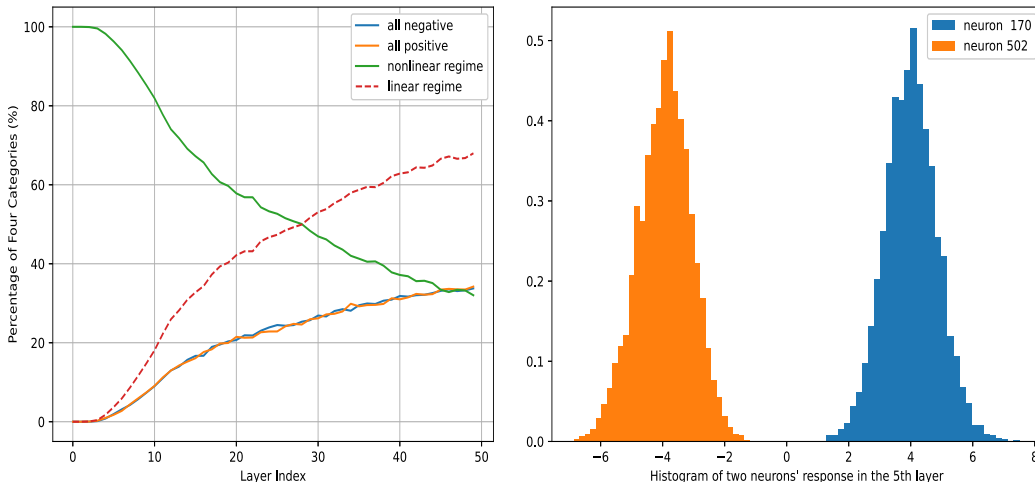 100
80
60
40
20
0
Percentage of Four Categories (%)
all negative
all positive
nonlinear regime
linear regime
0 10 20 30 40 50
Layer Index
0.5
0.4
0.3
0.2
0.1
0.0
neuron 170
neuron 502
−6 −4 −2 0 2 4 6 8
Histogram of two neurons' response in the 5th layer